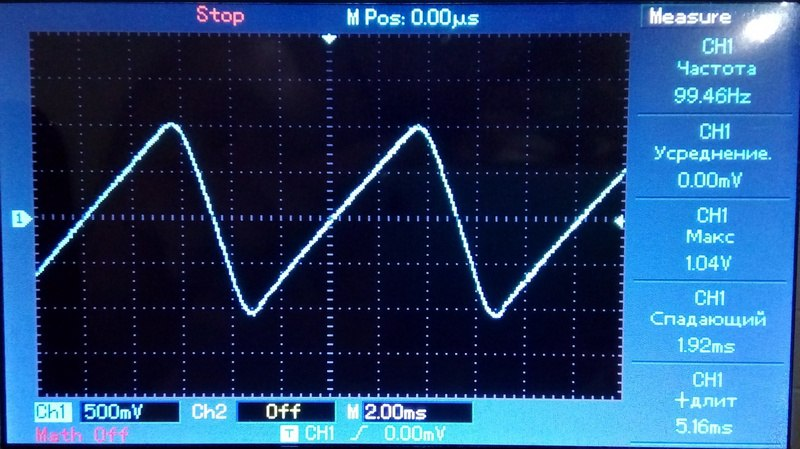 Stop
M Pos: 0.00µs
Measure
CH1
Частота
99.46Hz
CH1
Усреднение.
0.00mV
CH1
Макс
1.04V
CH1
Спадающий
1.92ms
CH1
+длит
5.16ms
1
Ch1 500mV Ch2 Off M 2.00ms
Math Off T CH1 0.00mV